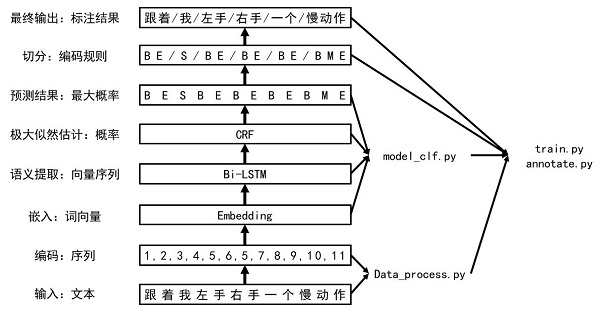 最终输出：标注结果
跟着/我/左手/右手/一个/慢动作
切分：编码规则
B E / S / BE / BE / BE / B M E
预测结果：最大概率
B E S B E B E B E B M E
极大似然估计：概率
CRF
model_clf.py
train.py
annotate.py
语义提取：向量序列
Bi-LSTM
嵌入：词向量
Embedding
编码：序列
1,2,3,4,5,6,5,7,8,9,10,11
Data_process.py
输入：文本
跟着我左手右手一个慢动作